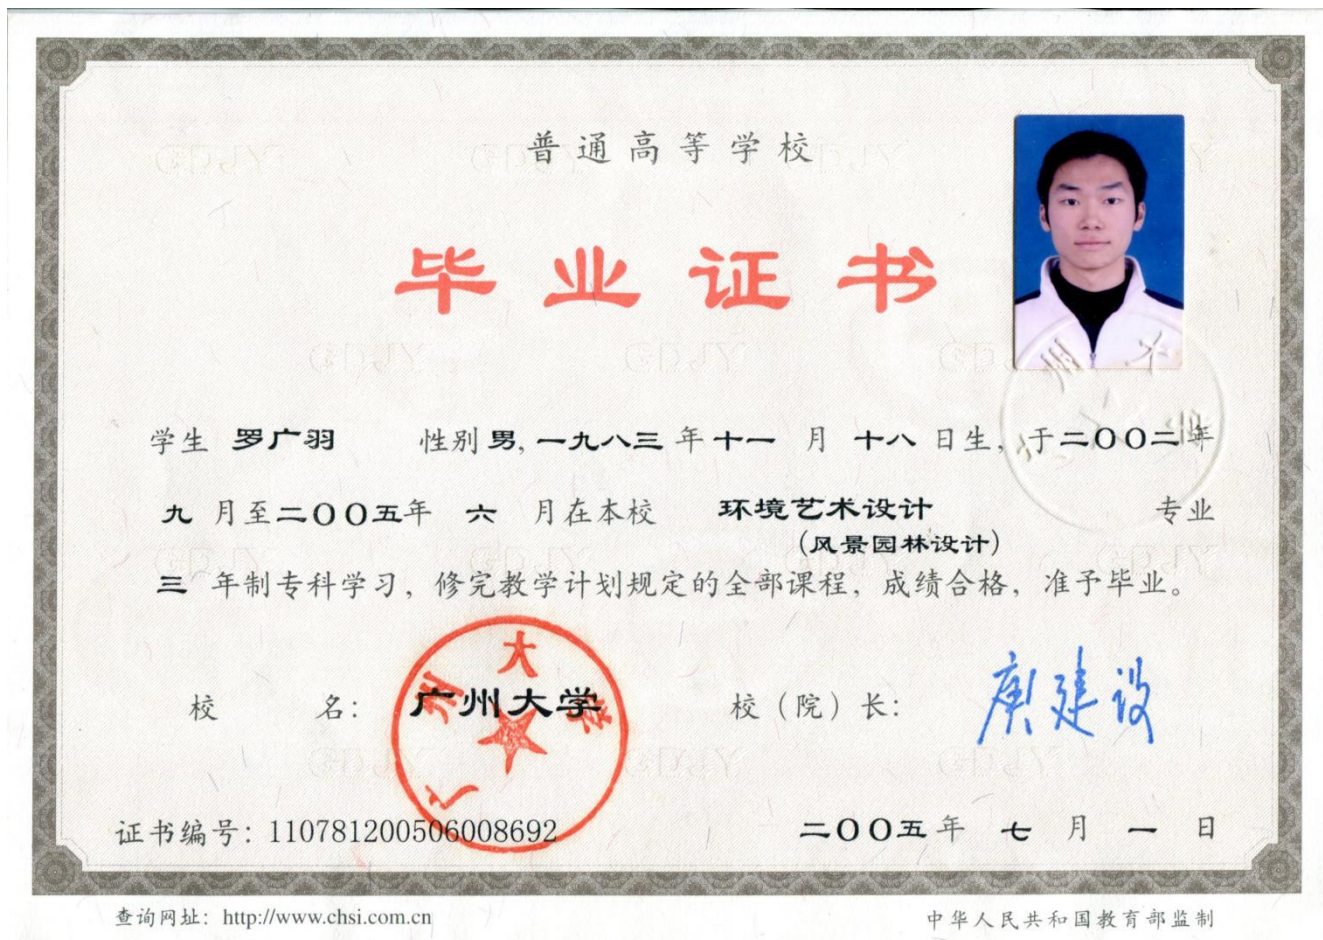 普通高等学校
毕业证书
学生 罗广羽 性别 男, 一九八三 年 十一 月 十八 日生, 于二〇〇二年
九 月至二〇〇五年 六 月在本校 环境艺术设计 专业
(风景园林设计)
三 年制专科学习, 修完教学计划规定的全部课程, 成绩合格, 准予毕业。
校 名: 广州大学 校(院)长: 庾建设
广州大学
证书编号: 110781200506008692 二〇〇五年 七 月 一 日
查询网址: http://www.chsi.com.cn 中华人民共和国教育部监制